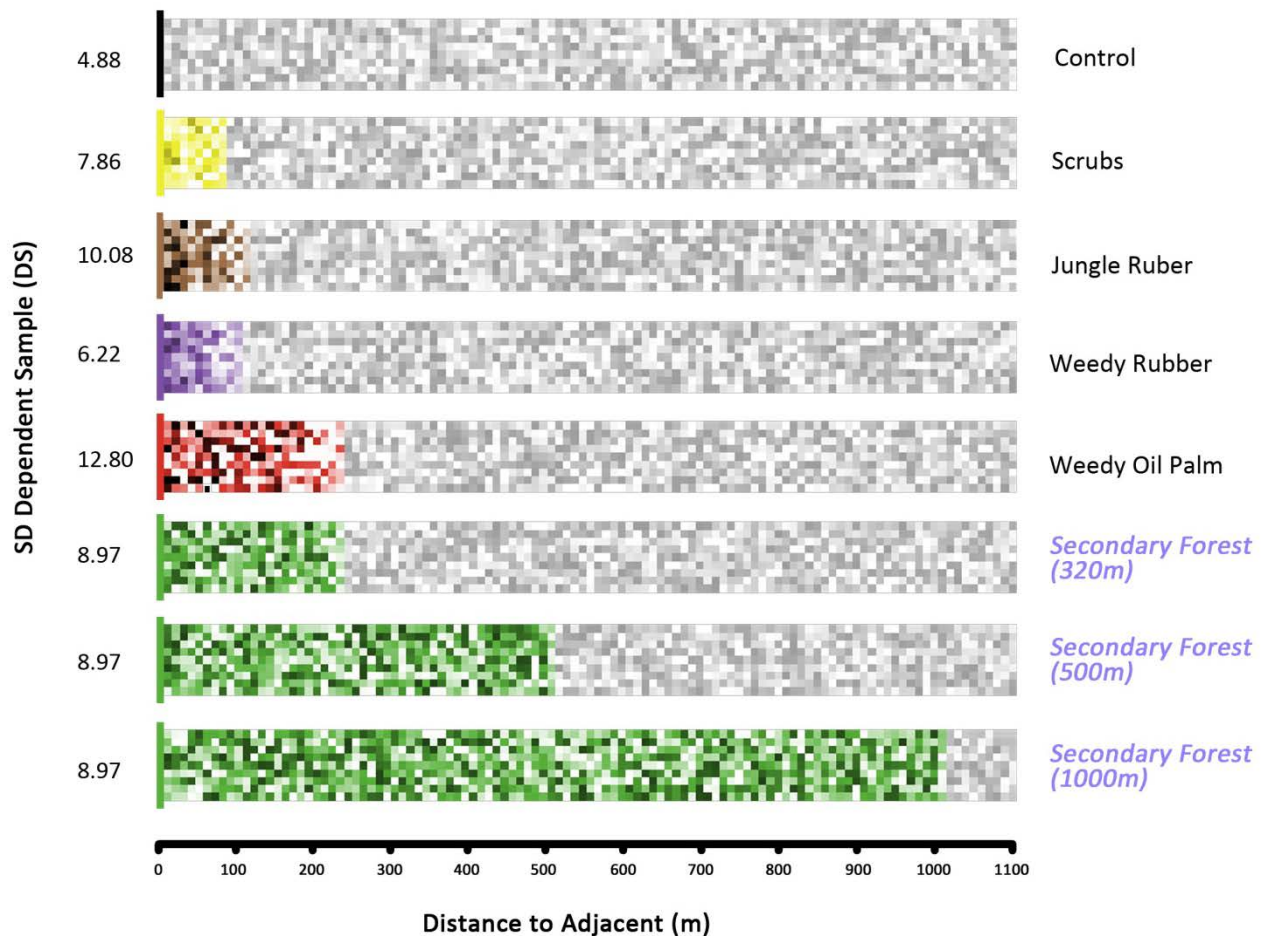 4.88
Control
7.86
Scrubs
10.08
Jungle Ruber
6.22
Weedy Rubber
12.80
Weedy Oil Palm
8.97
Secondary Forest
(320m)
8.97
Secondary Forest
(500m)
8.97
Secondary Forest
(1000m)
SD Dependent Sample (DS)
0 100 200 300 400 500 600 700 800 900 1000 1100
Distance to Adjacent (m)